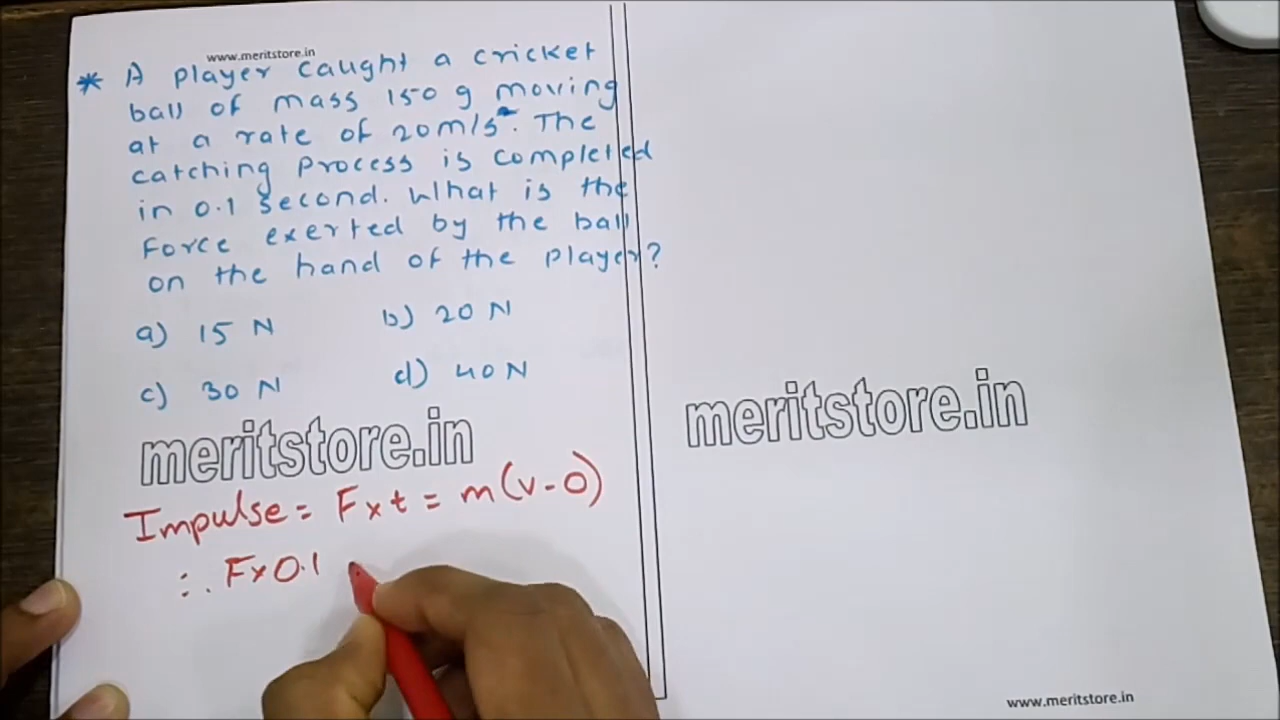 www.meritstore.in
* A player caught a cricket
ball of mass 150 g moving
at a rate of 20 m/s. The
catching process is completed
in 0.1 second. What is the
force exerted by the ball
on the hand of the player?
a) 15 N b) 20 N
c) 30 N d) 40 N
meritstore.in
Impulse = F x t = m(v-0)
∴ F x 0.1
meritstore.in
www.meritstore.in